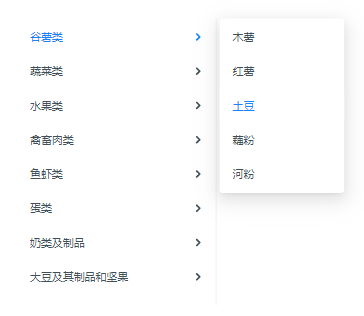 谷薯类
蔬菜类
水果类
禽畜肉类
鱼虾类
蛋类
奶类及制品
大豆及其制品和坚果
木薯
红薯
土豆
藕粉
河粉